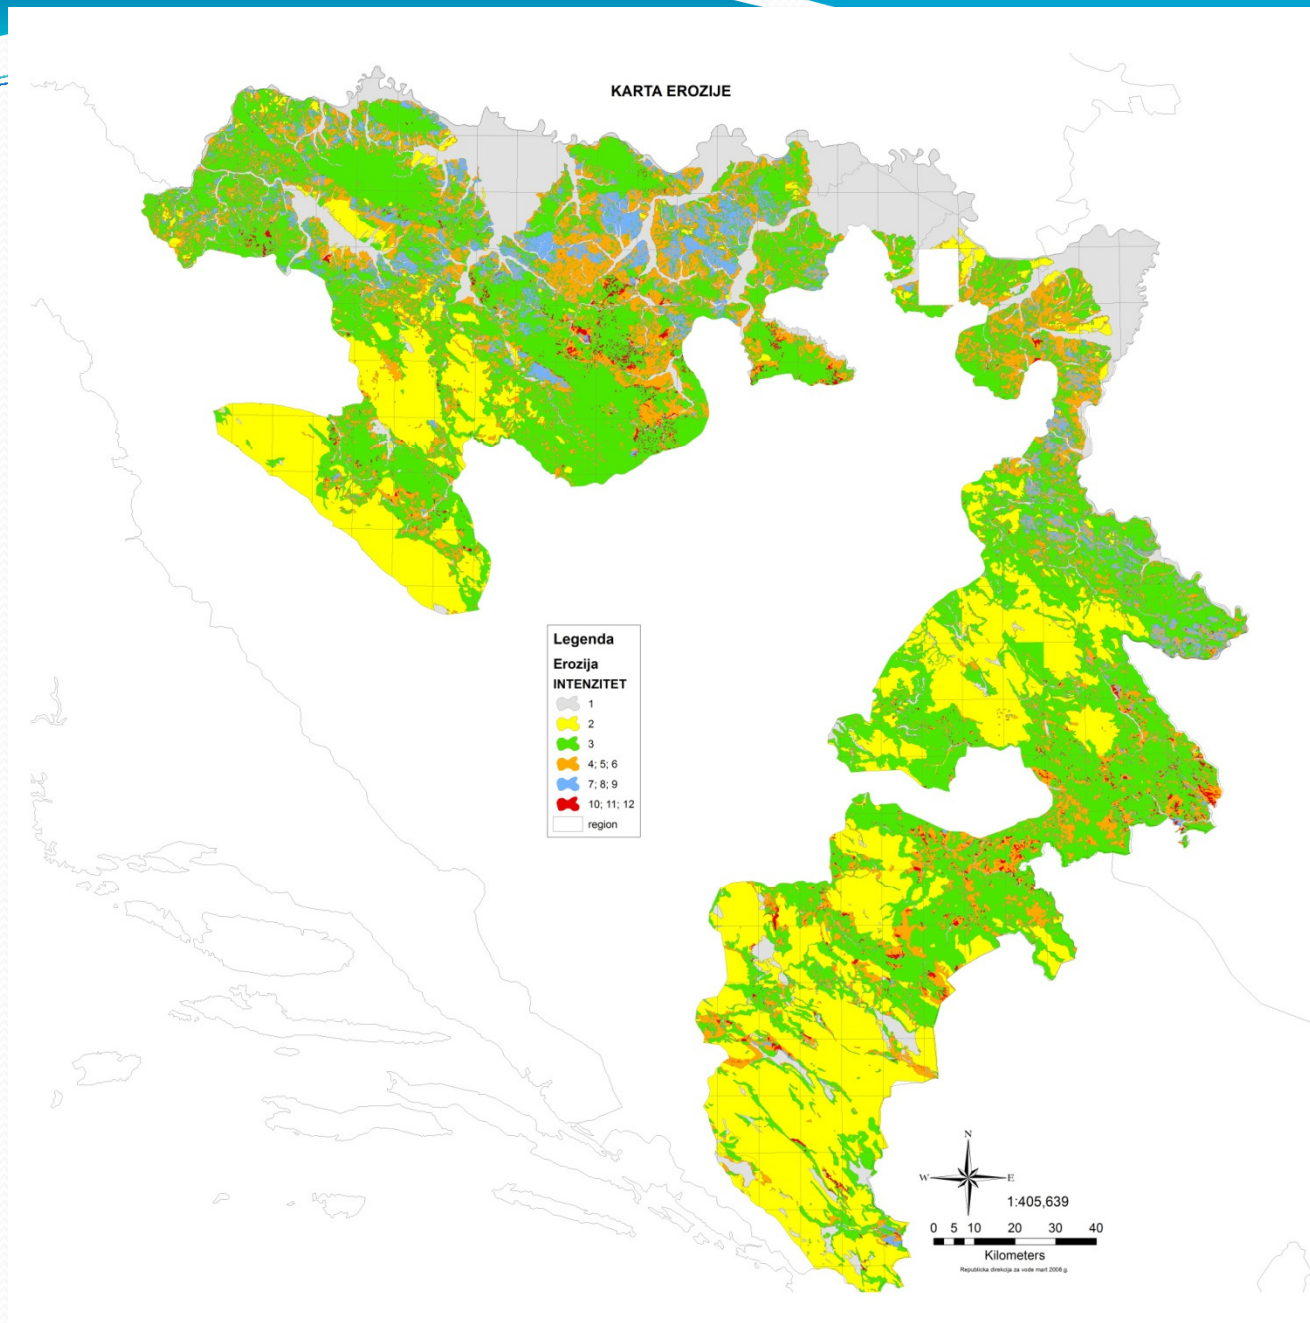 KARTA EROZIJE
Legenda
Erozija
INTENZITET
1
2
3
4; 5; 6
7; 8; 9
10; 11; 12
region
N
W E
S
1:405,639
0 5 10 20 30 40
Kilometers
Republicka direkcija za vode mart 2008.g.